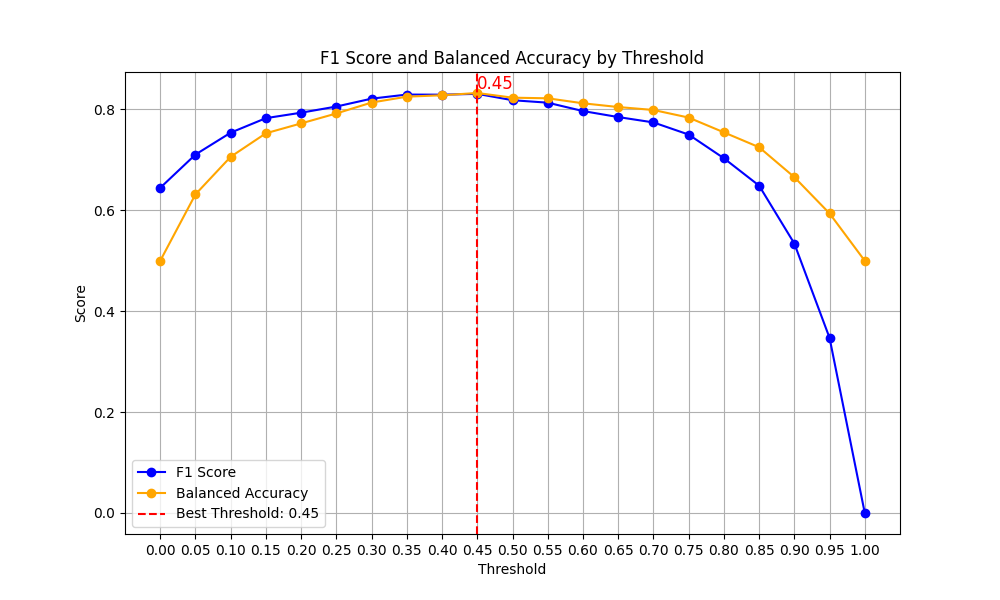 F1 Score and Balanced Accuracy by Threshold
0.45
0.8
0.6
0.4
0.2
0.0
Score
F1 Score
Balanced Accuracy
Best Threshold: 0.45
0.00 0.05 0.10 0.15 0.20 0.25 0.30 0.35 0.40 0.45 0.50 0.55 0.60 0.65 0.70 0.75 0.80 0.85 0.90 0.95 1.00
Threshold